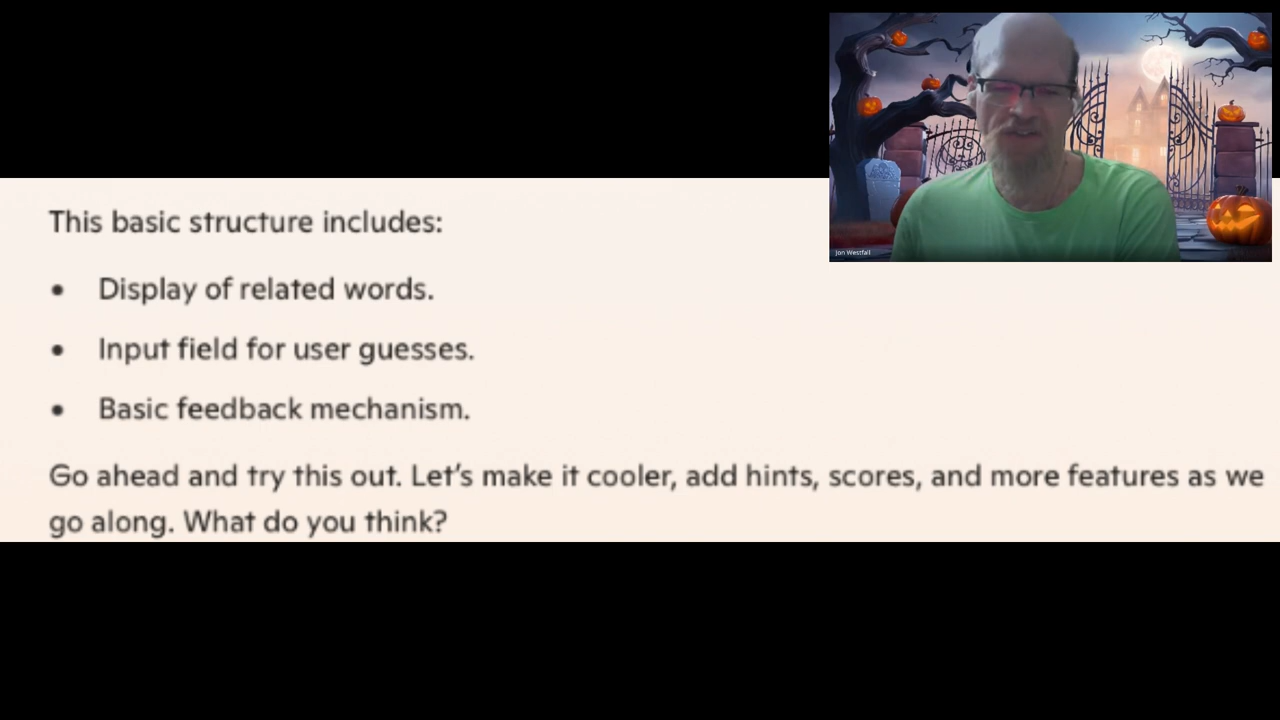 Jon Westfall
This basic structure includes:
• Display of related words.
• Input field for user guesses.
• Basic feedback mechanism.
Go ahead and try this out. Let's make it cooler, add hints, scores, and more features as we
go along. What do you think?